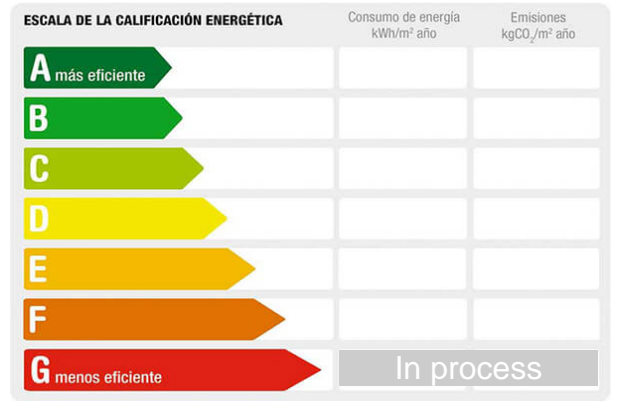 ESCALA DE LA CALIFICACIÓN ENERGÉTICA
Consumo de energía
kWh/m² año
Emisiones
kgCO₂/m² año
A más eficiente
B
C
D
E
F
G menos eficiente
In process